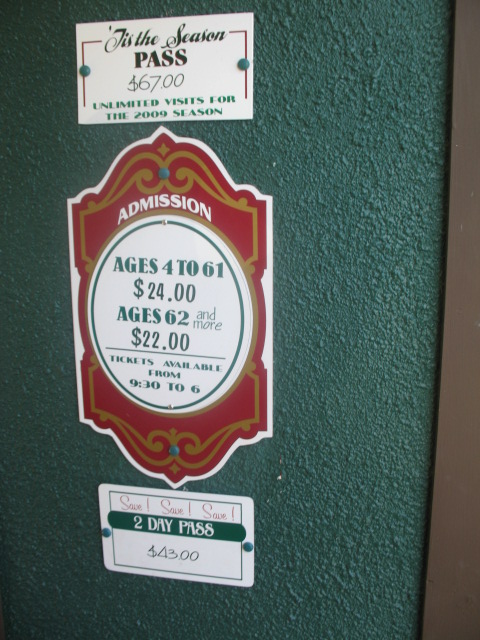 'Tis the Season
PASS
$67.00
UNLIMITED VISITS FOR
THE 2009 SEASON
ADMISSION
AGES 4 TO 61
$24.00
AGES 62 and more
$22.00
TICKETS AVAILABLE
FROM
9:30 TO 6
Save! Save! Save!
2 DAY PASS
$43.00